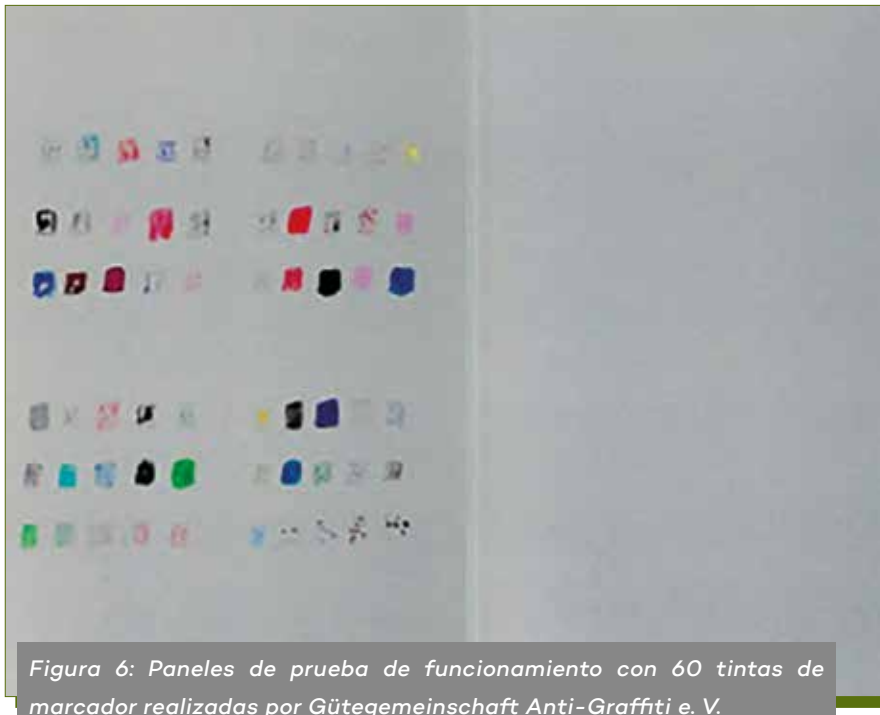 Figura 6: Paneles de prueba de funcionamiento con 60 tintas de
marcador realizadas por Gütegemeinschaft Anti-Graffiti e. V.